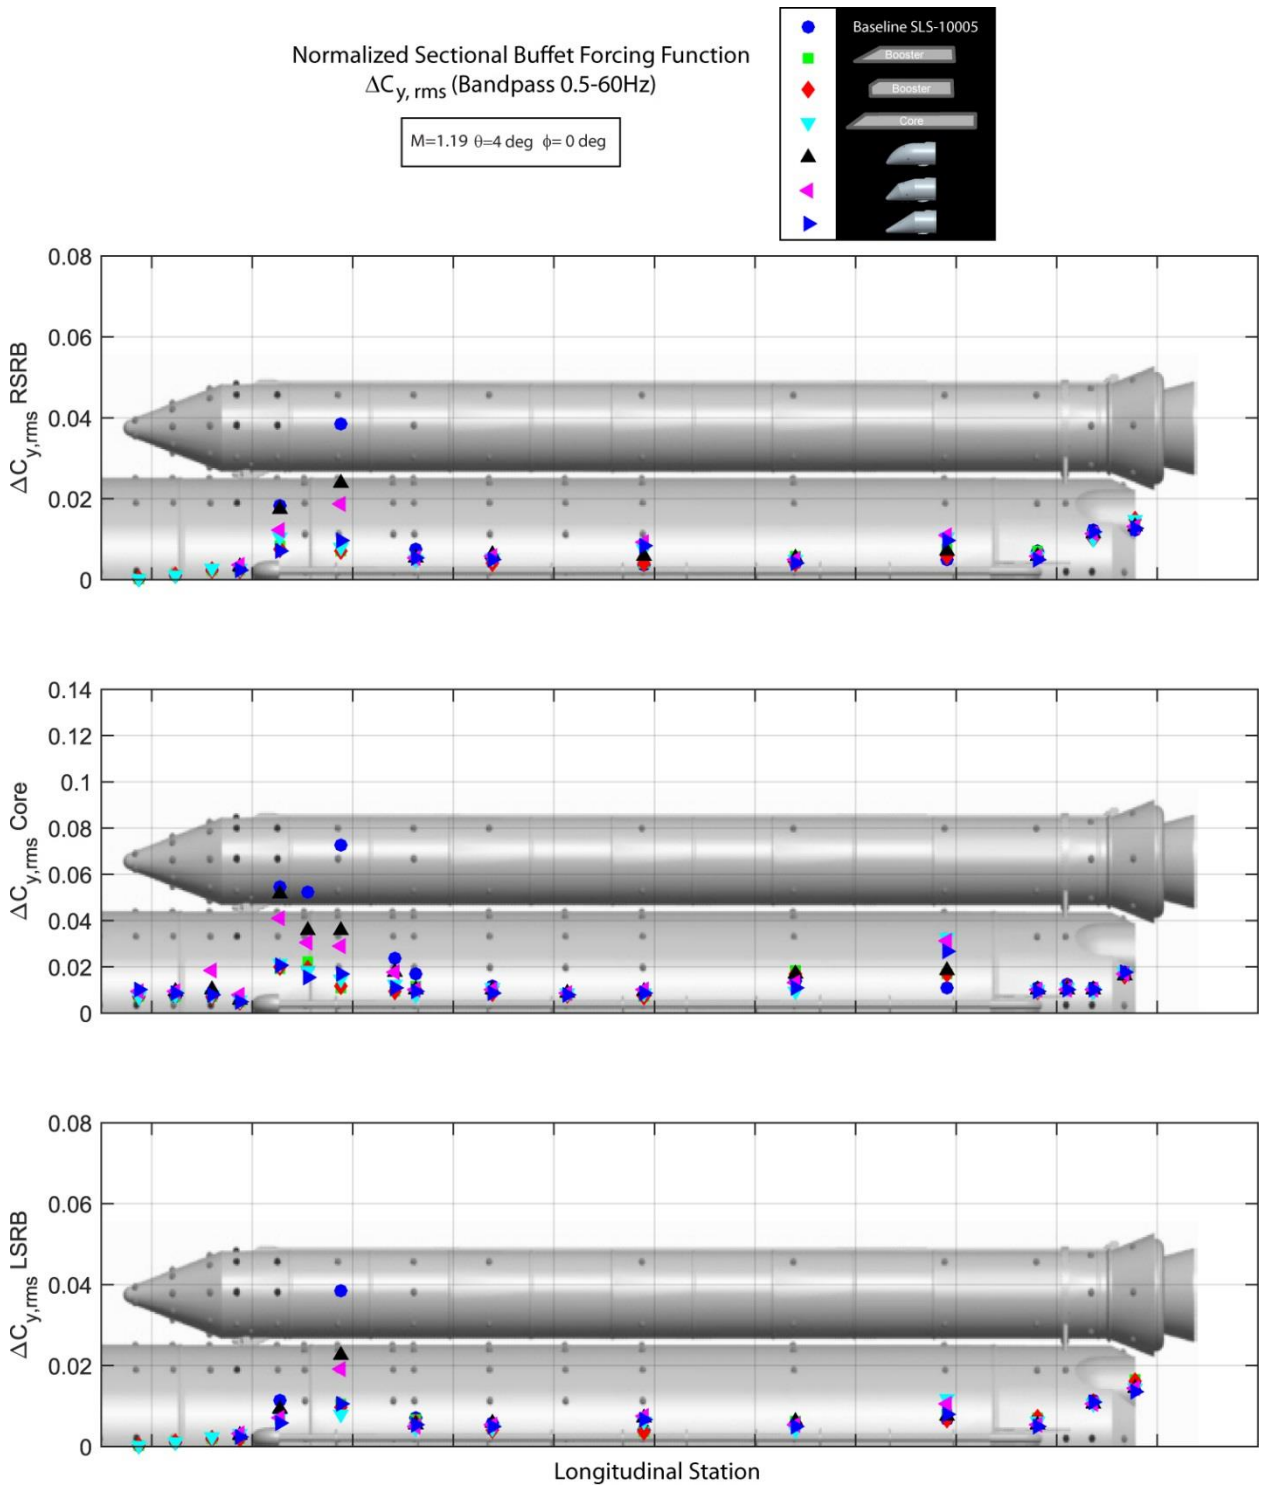 Normalized Sectional Buffet Forcing Function
ΔCy, rms (Bandpass 0.5-60Hz)
M=1.19 θ=4 deg ϕ= 0 deg
Baseline SLS-10005
Booster
Booster
Core
0.08
0.06
0.04
0.02
0
ΔCy,rms RSRB
0.14
0.12
0.1
0.08
0.06
0.04
0.02
0
ΔCy,rms Core
0.08
0.06
0.04
0.02
0
ΔCy,rms LSRB
Longitudinal Station